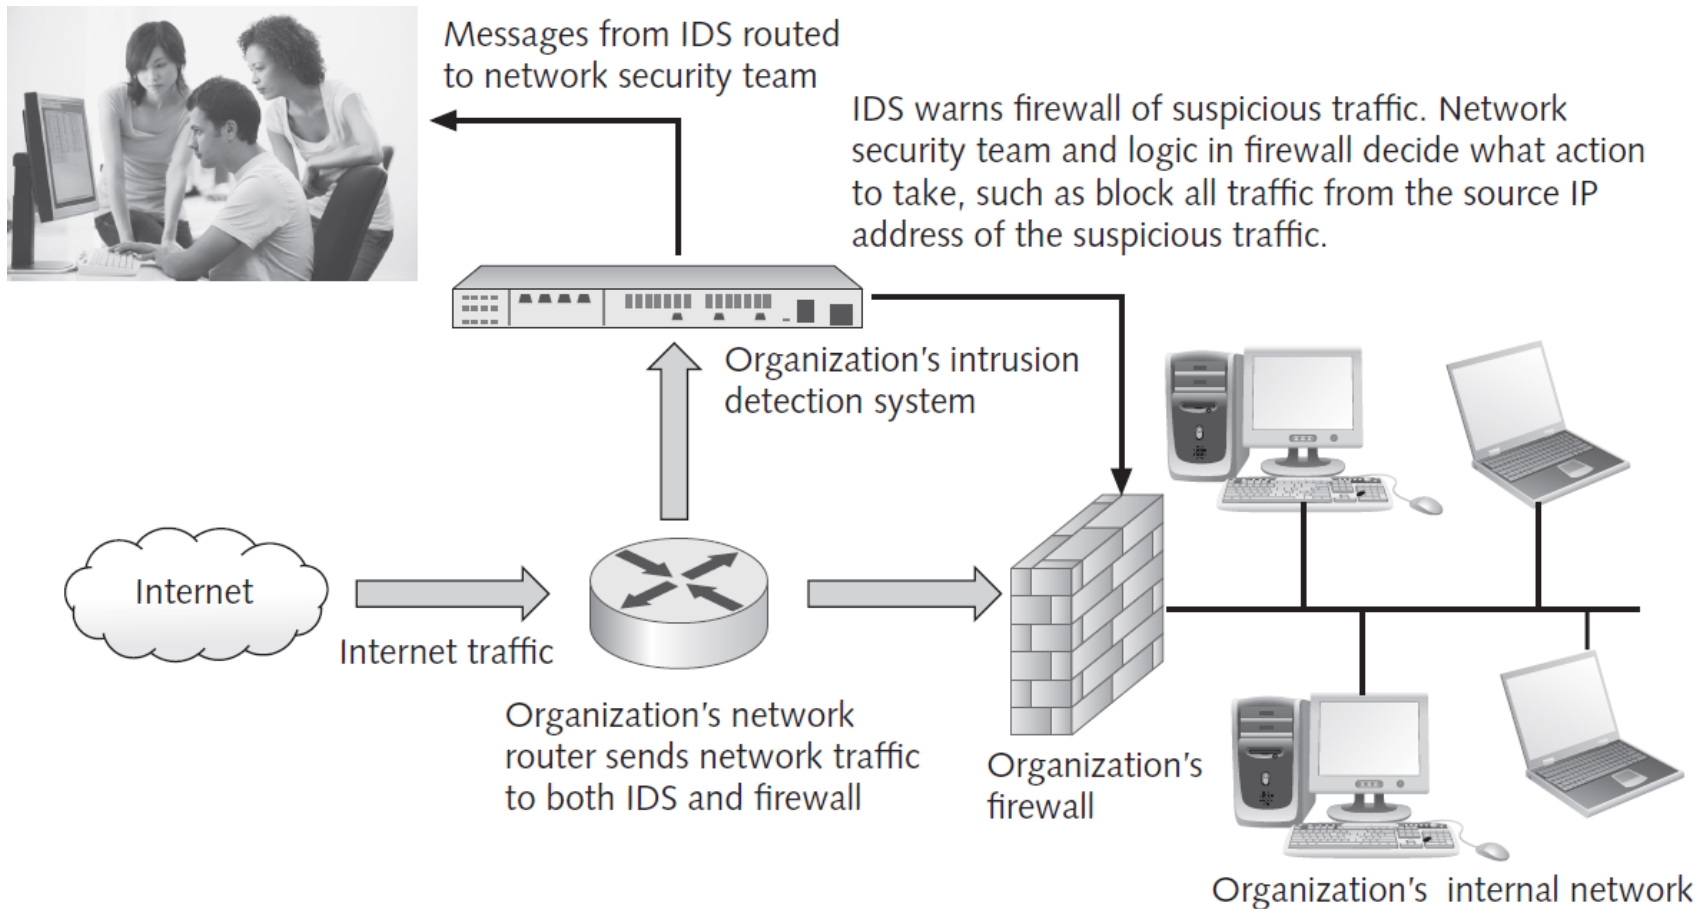 Messages from IDS routed
to network security team
IDS warns firewall of suspicious traffic. Network
security team and logic in firewall decide what action
to take, such as block all traffic from the source IP
address of the suspicious traffic.
Organization's intrusion
detection system
Internet
Internet traffic
Organization's network
router sends network traffic
to both IDS and firewall
Organization's
firewall
Organization's internal network